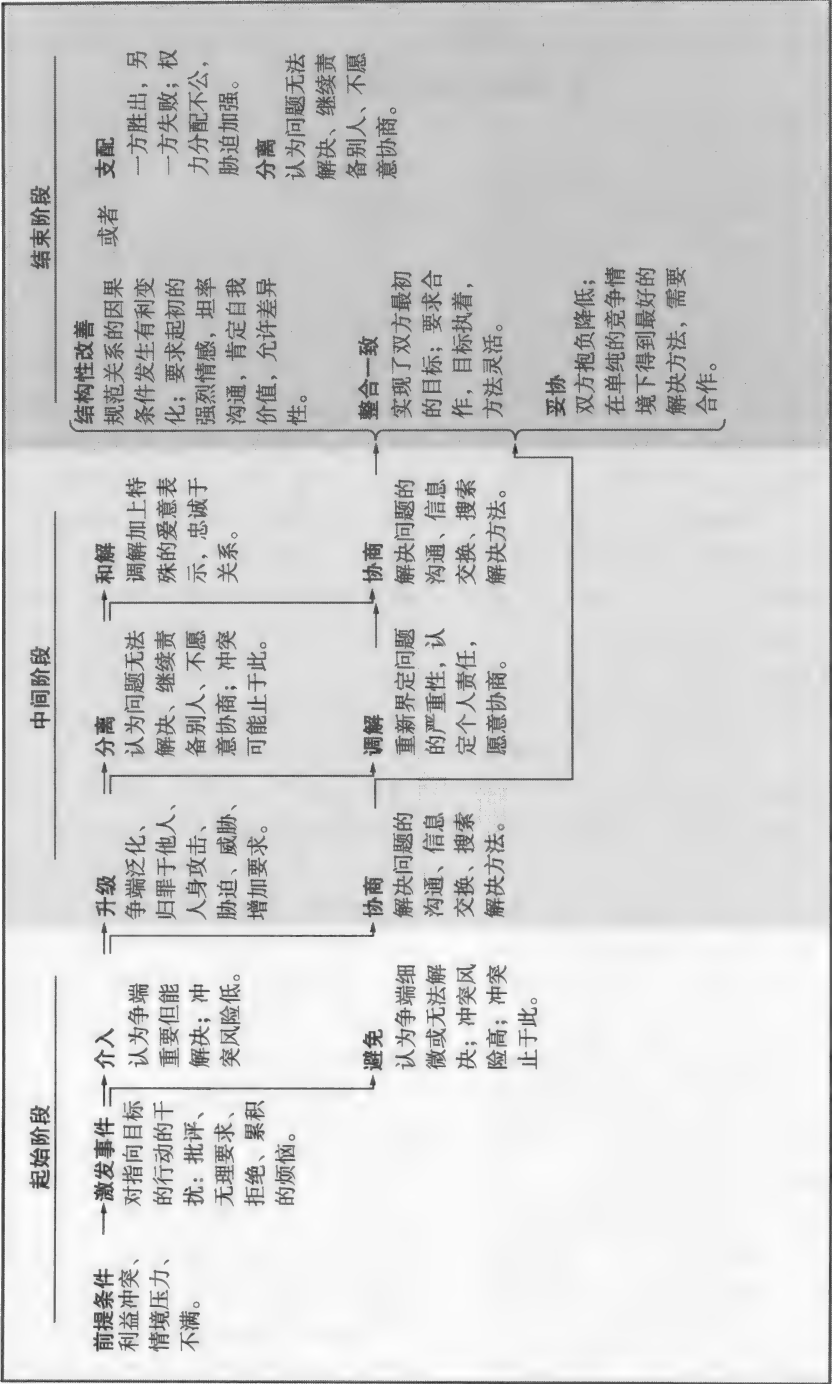 起始阶段
前提条件
利益冲突、
情境压力、
不满。
激发事件
对指向目标
的行动的干
扰：批评、
无理要求、
拒绝、累积
的烦恼。
介入
认为争端
重要但能
解决；冲
突风险低。
避免
认为争端细
微或无法解
决；冲突风
险高；冲突
止于此。
中间阶段
升级
争端泛化、
归罪于他人、
人身攻击、
胁迫、威胁、
增加要求。
协商
解决问题的
沟通、信息
交换、搜索
解决方法。
分离
认为问题无法
解决、继续责
备别人、不愿
意协商；冲突
可能止于此。
调解
重新界定问题
的严重性，认
定个人责任，
愿意协商。
和解
调解加上特
殊的爱意表
示，忠诚于
关系。
协商
解决问题的
沟通、信息
交换、搜索
解决方法。
结束阶段
结构性改善
规范关系的因果
条件发生有利变
化；要求起初的
强烈情感，坦率
沟通，肯定自我
价值，允许差异
性。
整合一致
实现了双方最初
的目标；要求合
作，目标执着，
方法灵活。
妥协
双方抱负降低；
在单纯的竞争情
境下得到最好的
解决方法，需要
合作。
或者
支配
一方胜出，另
一方失败；权
力分配不公，
胁迫加强。
分离
认为问题无法
解决、继续责
备别人、不愿
意协商。